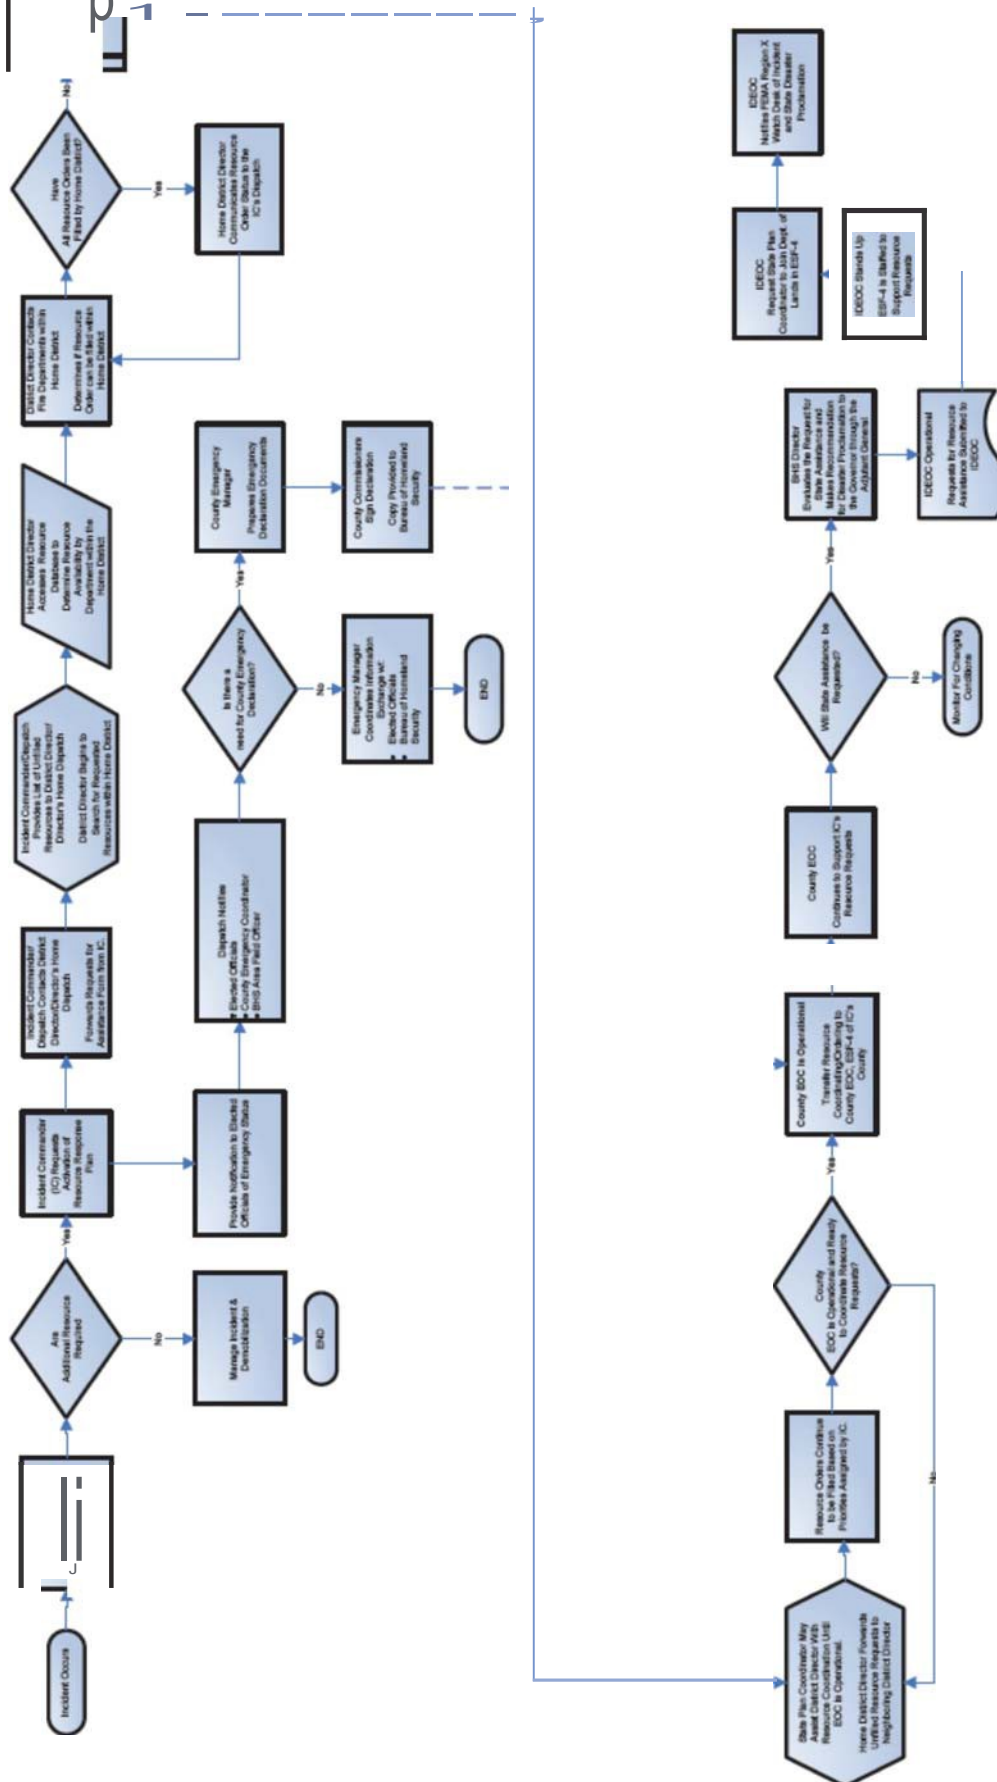 Incident Occurs
Are
Additional Resource
Required
Yes
No
Manage Incident &
Demobilization
END
Incident Commander
(IC) Requests
Activation of
Resource Response
Plan
Provide Notification to Elected
Officials of Emergency Status
Incident Commander/
Dispatch Contacts District
Director/Director's Home
Dispatch
Forwards Requests for
Assistance Form from IC.
Dispatch Notifies
• Elected Officials
• County Emergency Coordinator
• BHS Area Field Officer
Incident Commander/Dispatch
Provides List of Unfilled
Resources to District Director/
Director's Home Dispatch
District Director Begins to
Search for Requested
Resources within Home District
Is there a
need for County Emergency
Declaration?
Yes
No
Emergency Manager
Coordinates Information
Exchange w/:
• Elected Officials
• Bureau of Homeland
Security
END
Home District Director
Accesses Resource
Database to
Determine Resource
Availability by
Department within the
Home District
County Emergency
Manager
Prepares Emergency
Declaration Documents
County Commissioners
Sign Declaration
Copy Provided to
Bureau of Homeland
Security
District Director Contacts
Fire Departments within
Home District
Determines if Resource
Order can be filled within
Home District
Have
All Resource Orders Been
Filled by Home District?
No
Yes
Home District Director
Communicates Resource
Order Status to the
IC's Dispatch
State Plan Coordinator May
Assist District Director With
Resource Coordination Until
EOC is Operational.
Home District Director Forwards
Unfilled Resource Requests to
Neighboring District Director
Resource Orders Continue
to be Filled Based on
Priorities Assigned by IC.
County
EOC is Operational and Ready
to Coordinate Resource
Requests?
No
Yes
County EOC is Operational
Transfer Resource
Coordinating/Ordering to
County EOC, ESF-4 of IC's
County
County EOC
Continues to Support IC's
Resource Requests
Will State Assistance be
Requested?
Yes
No
Monitor For Changing
Conditions
BHS Director
Evaluates the Request for
State Assistance and
Makes Recommendation
for Disaster Proclamation to
the Governor through the
Adjutant General
IDEOC Operational
Requests for Resource
Assistance Submitted to
IDEOC
IDEOC Stands Up
ESF-4 is Staffed to
Support Resource
Requests
IDEOC
Request State Plan
Coordinator to Join Dept. of
Lands in ESF-4
IDEOC
Notifies FEMA Region X
Watch Desk of Incident
and State Disaster
Proclamation